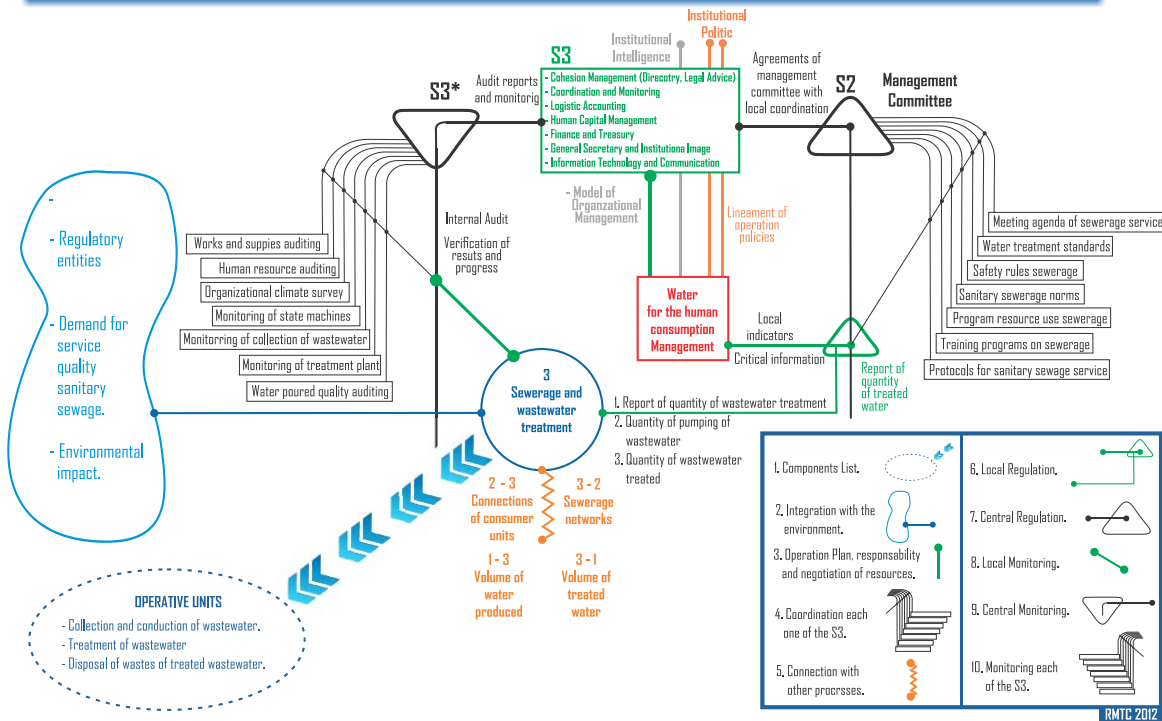 Institutional
Politic
Institutional
Intelligence
S3
- Cohesion Management (Direcotry, Legal Advice)
- Coordination and Monitoring
- Logistic Accounting
- Human Capital Management
- Finance and Treasury
- General Secretary and Institutiona Image
- Information Technology and Communication
Audit reports
and monitorig
S3*
Agreements of
management
committee with
local coordination
S2
Management
Committee
- Model of
Organzational
Management
Lineament of
operation
policies
Internal Audit
Verification of
resuts and
progress
-
- Regulatory
entities
- Demand for
service
quality
sanitary
sewage.
- Environmental
impact.
Works and suppies auditing
Human resource auditing
Organizational climate survey
Monitoring of state machines
Monitorring of collection of wastewater
Monitoring of treatment plant
Water poured quality auditing
Water
for the human
consumption
Management
Local
indicators
Critical information
Meeting agenda of sewerage service
Water treatment standards
Safety rules sewerage
Sanitary sewerage norms
Program resource use sewerage
Training programs on sewerage
Protocols for sanitary sewage service
Report of
quantity
of treated
water
3
Sewerage and
wastewater
treatment
1. Report of quantity of wastewater treatment
2. Quantity of pumping of
wastewater
3. Quantity of wastwewater
treated
2 - 3
Connections
of consumer
units
3 - 2
Sewerage
networks
1 - 3
Volume of
water
produced
3 - 1
Volume of
treated
water
OPERATIVE UNITS
- Collection and conduction of wastewater.
- Treatment of wastewater
- Disposal of wastes of treated wastewater.
1. Components List.
2. Integration with the
environment.
3. Operation Plan, responsability
and negotiation of resources.
4. Coordination each
one of the S3.
5. Connection with
other procrsses.
6. Local Regulation.
7. Central Regulation.
8. Local Monitoring.
9. Central Monitoring.
10. Monitoring each
of the S3.
RMTC 2012